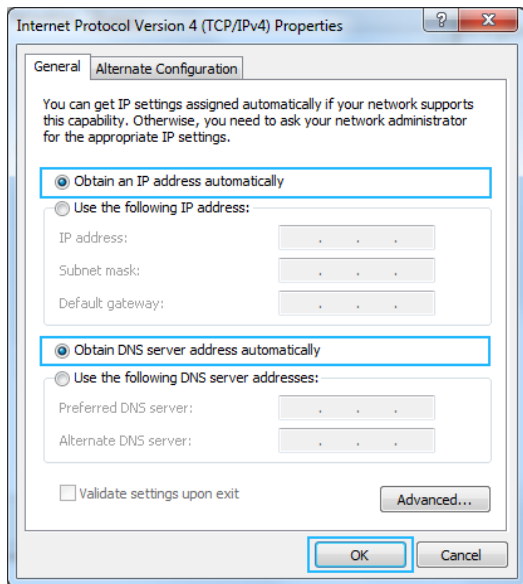 Internet Protocol Version 4 (TCP/IPv4) Properties
General
Alternate Configuration
You can get IP settings assigned automatically if your network supports
this capability. Otherwise, you need to ask your network administrator
for the appropriate IP settings.
Obtain an IP address automatically
Use the following IP address:
IP address:
Subnet mask:
Default gateway:
Obtain DNS server address automatically
Use the following DNS server addresses:
Preferred DNS server:
Alternate DNS server:
Validate settings upon exit
Advanced...
OK
Cancel